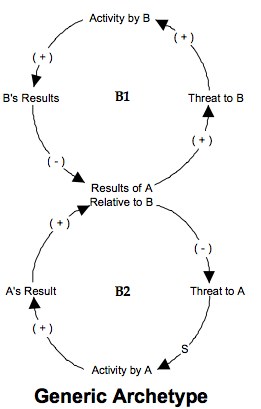 Activity by B
( + )
( + )
B's Results
B1
Threat to B
( - )
( + )
Results of A
Relative to B
( + )
( - )
A's Result
B2
Threat to A
( + )
S
Activity by A
Generic Archetype